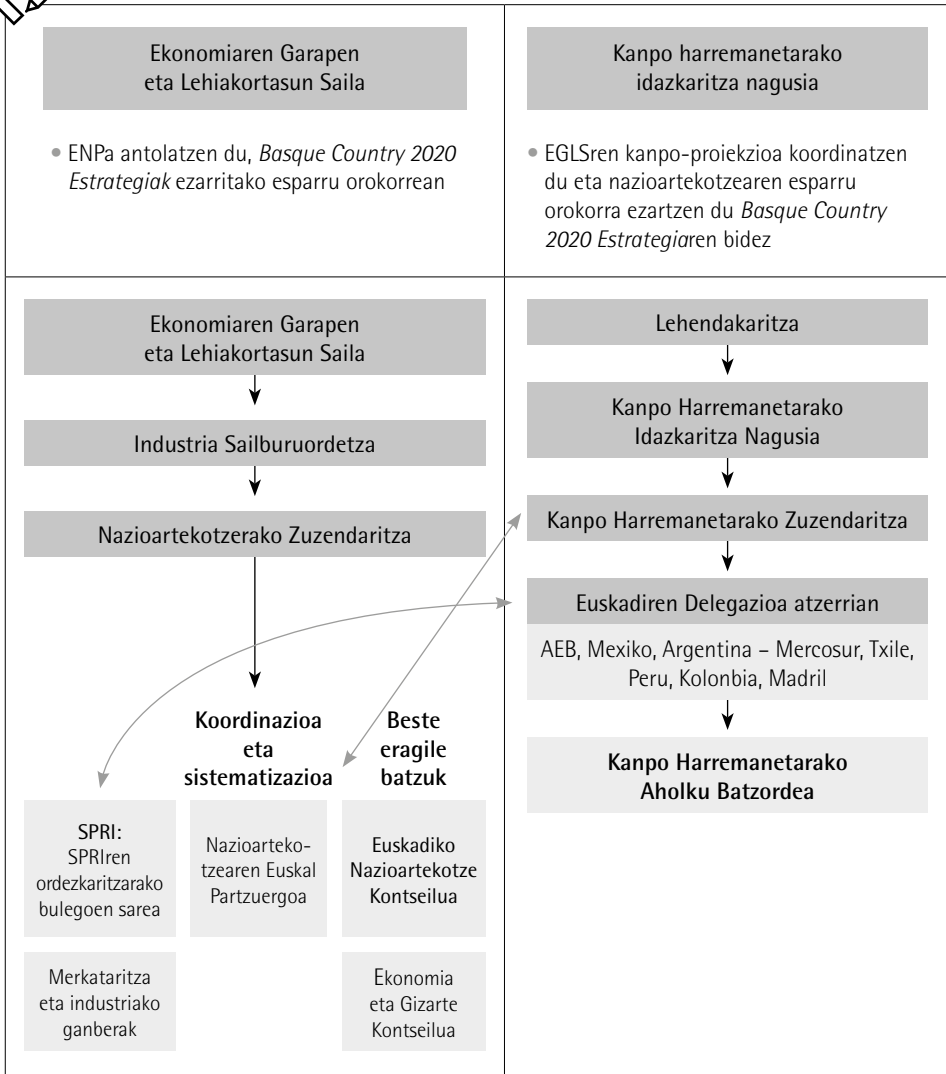 Ekonomiaren Garapen
eta Lehiakortasun Saila
• ENPa antolatzen du, Basque Country 2020
Estrategiak ezarritako esparru orokorrean
Kanpo harremanetarako
idazkaritza nagusia
• EGLSren kanpo-proiekzioa koordinatzen
du eta nazioartekotzearen esparru
orokorra ezartzen du Basque Country
2020 Estrategiaren bidez
Ekonomiaren Garapen
eta Lehiakortasun Saila
Industria Sailburuordetza
Nazioartekotzerako Zuzendaritza
Koordinazioa
eta
sistematizazioa
Beste
eragile
batzuk
SPRI:
SPRIren
ordezkaritzarako
bulegoen sarea
Nazioarteko-
tzearen Euskal
Partzuergoa
Euskadiko
Nazioartekotze
Kontseilua
Merkataritza
eta industriako
ganberak
Ekonomia
eta Gizarte
Kontseilua
Lehendakaritza
Kanpo Harremanetarako
Idazkaritza Nagusia
Kanpo Harremanetarako Zuzendaritza
Euskadiren Delegazioa atzerrian
AEB, Mexiko, Argentina – Mercosur, Txile,
Peru, Kolonbia, Madril
Kanpo Harremanetarako
Aholku Batzordea